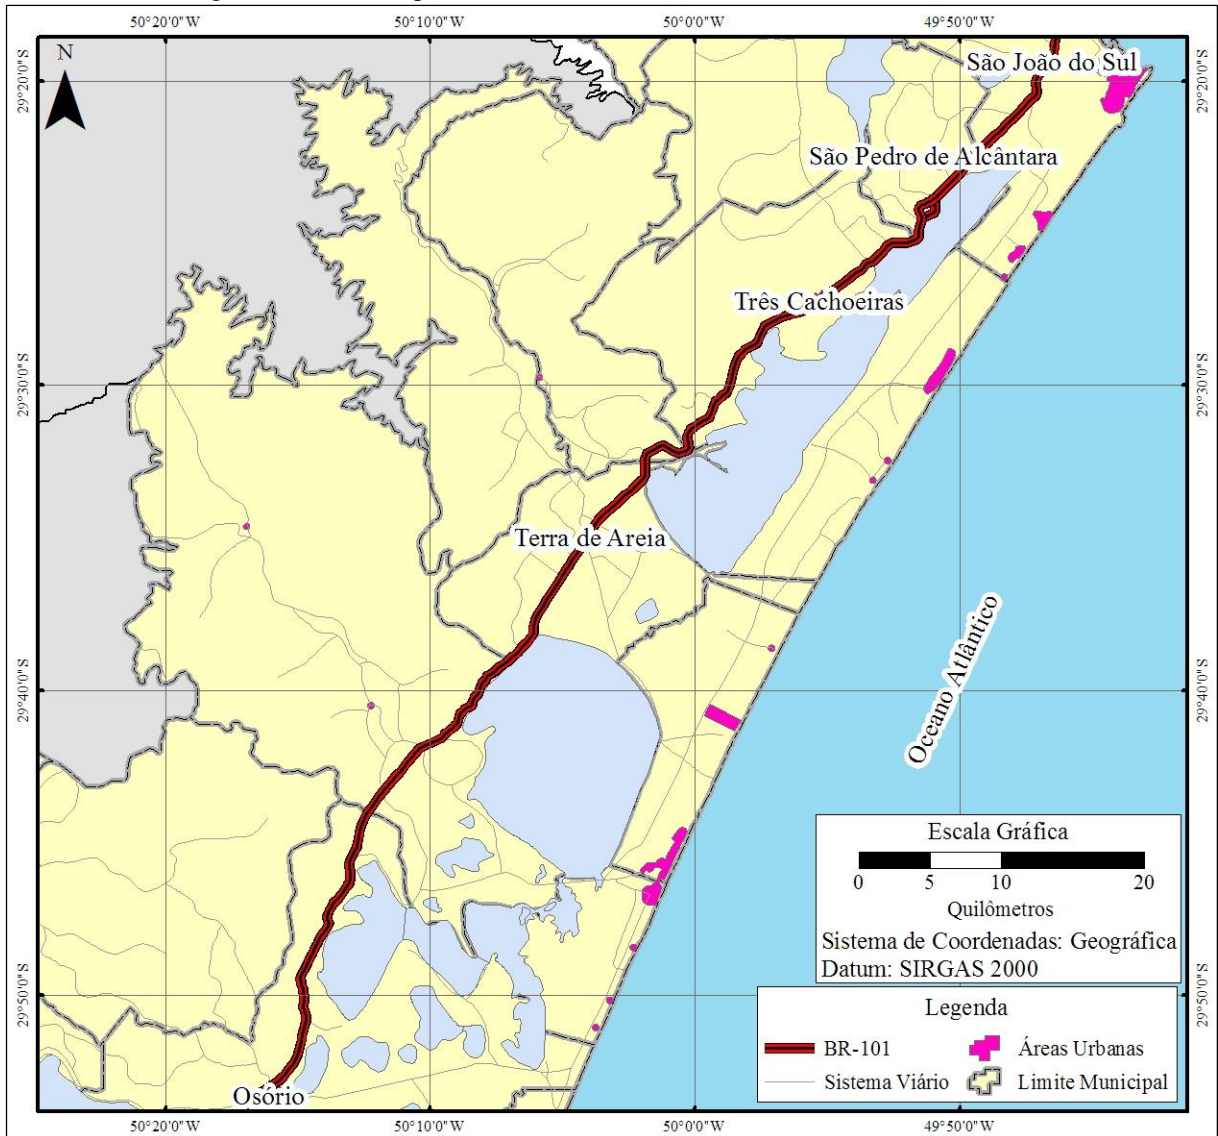 50°20'0"W 50°10'0"W 50°00'0"W 49°50'0"W
N
São João do Sul
29°20'0"S 29°20'0"S
São Pedro de Alcântara
Três Cachoeiras
29°30'0"S 29°30'0"S
Terra de Areia
Oceano Atlântico
29°40'0"S 29°40'0"S
Escala Gráfica
0 5 10 20
Quilômetros
Sistema de Coordenadas: Geográfica
Datum: SIRGAS 2000
29°50'0"S 29°50'0"S
Legenda
BR-101 Áreas Urbanas
Sistema Viário Limite Municipal
Osório
50°20'0"W 50°10'0"W 50°00'0"W 49°50'0"W